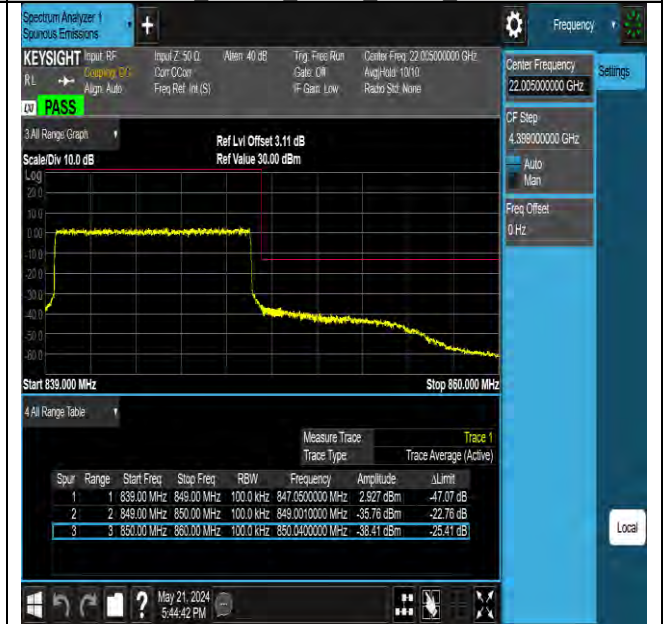 Spectrum Analyzer 1
Spurious Emissions
+
Frequency
KEYSIGHT Input: RF Input Z: 50 Ω Atten: 40 dB Trig: Free Run Center Freq: 22.005000000 GHz
RL Coupling: DC Corr CCorr Gate: Off Avg|Hold: 10/10
Align: Auto Freq Ref: Int (S) IF Gain: Low Radio Std: None
PASS
Center Frequency
22.005000000 GHz
Settings
CF Step
4.399000000 GHz
Auto
Man
Freq Offset
0 Hz
3 All Range Graph
Ref Lvl Offset 3.11 dB
Scale/Div 10.0 dB Ref Value 30.00 dBm
Log
20.0
10.0
0.00
-10.0
-20.0
-30.0
-40.0
-50.0
-60.0
Start 839.000 MHz Stop 860.000 MHz
4 All Range Table
Measure Trace Trace 1
Trace Type Trace Average (Active)
Spur Range Start Freq Stop Freq RBW Frequency Amplitude ΔLimit
1 1 839.00 MHz 849.00 MHz 100.0 kHz 847.0500000 MHz 2.927 dBm -47.07 dB
2 2 849.00 MHz 850.00 MHz 100.0 kHz 849.0010000 MHz -35.76 dBm -22.76 dB
3 3 850.00 MHz 860.00 MHz 100.0 kHz 850.0400000 MHz -38.41 dBm -25.41 dB
Local
?
May 21, 2024
5:44:42 PM